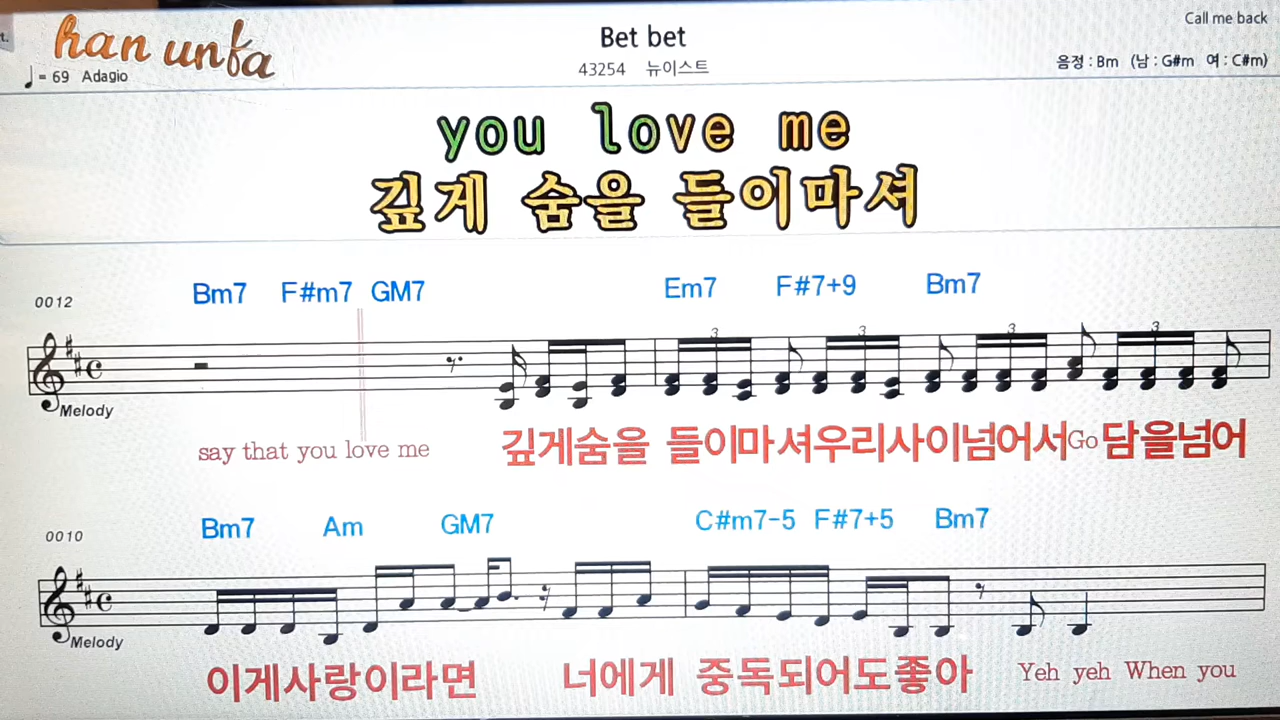 t.
han unfa
Bet bet
Call me back
♩= 69 Adagio
43254 뉴이스트
음정 : Bm (남 : G#m 여 : C#m)
you love me
깊게 숨을 들이마셔
0012
Bm7 F#m7 GM7 Em7 F#7+9 Bm7
3 3 3 3
Melody
say that you love me 깊게숨을 들이마셔우리사이넘어서Go담을넘어
0010
Bm7 Am GM7 C#m7-5 F#7+5 Bm7
Melody
이게사랑이라면 너에게 중독되어도좋아 Yeh yeh When you